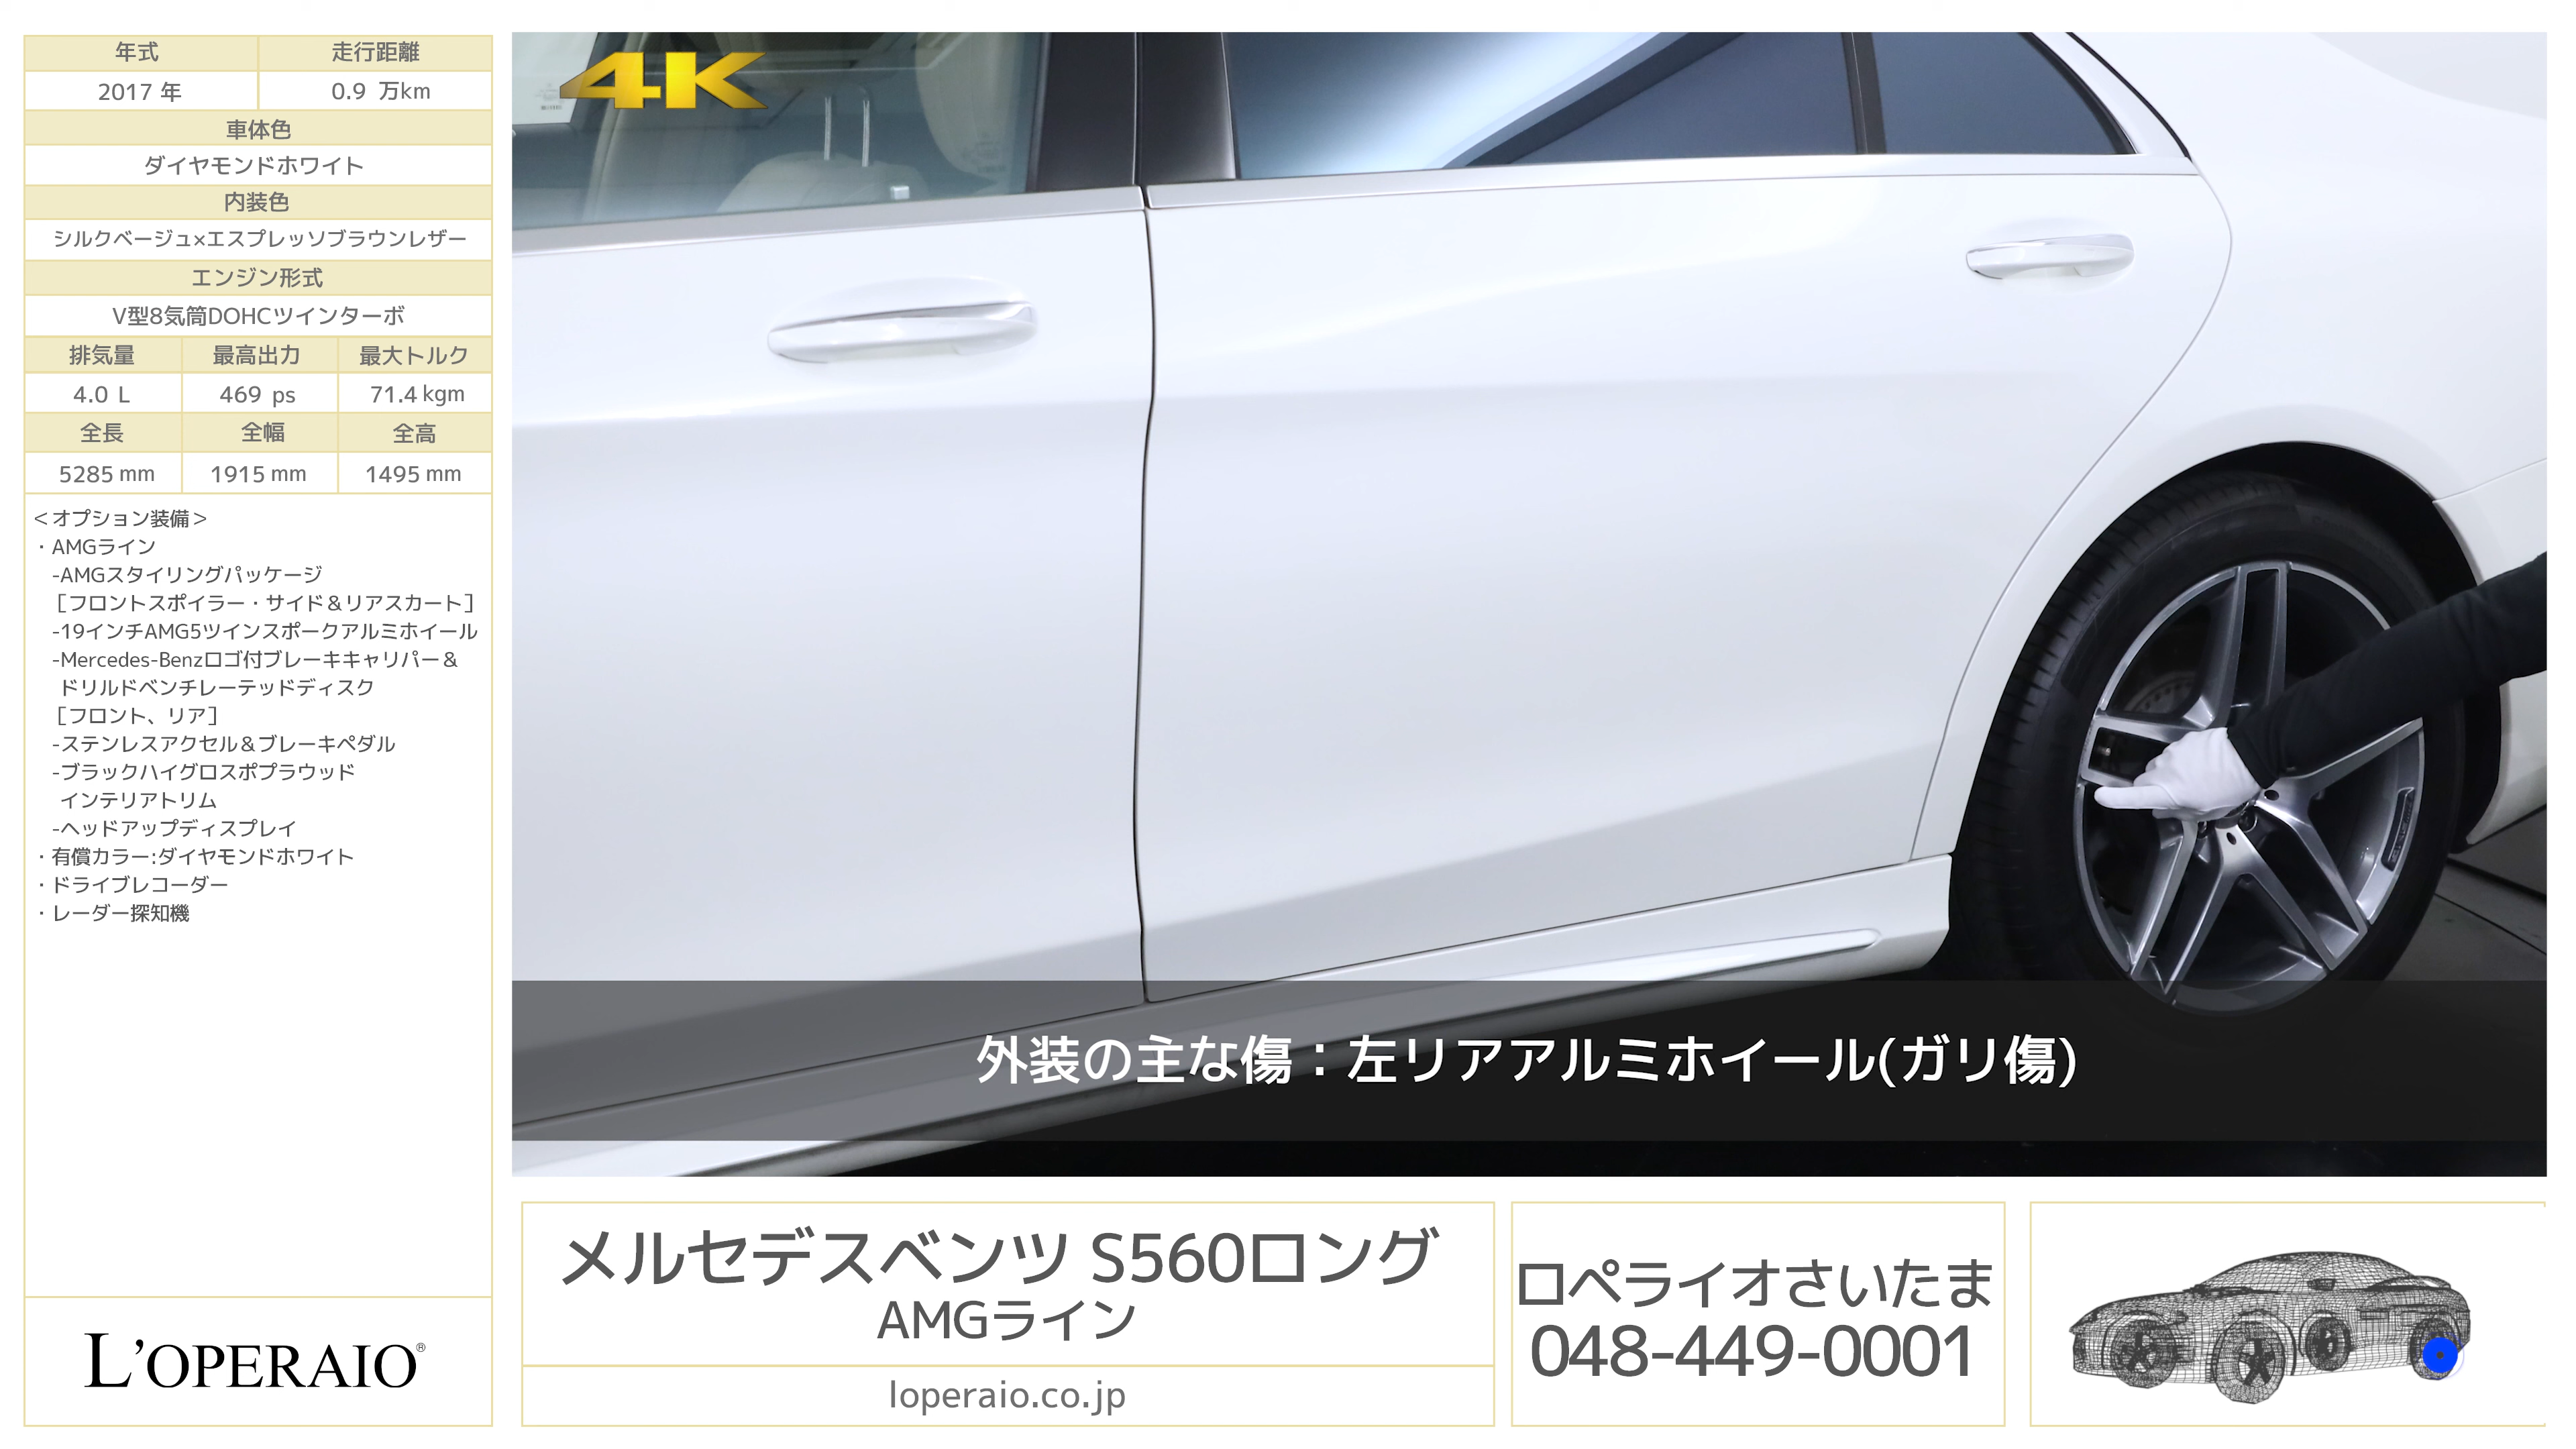 年式 走行距離
2017 年 0.9 万km
車体色
ダイヤモンドホワイト
内装色
シルクベージュ×エスプレッソブラウンレザー
エンジン形式
V型8気筒DOHCツインターボ
排気量 最高出力 最大トルク
4.0 L 469 ps 71.4 kgm
全長 全幅 全高
5285 mm 1915 mm 1495 mm
＜オプション装備＞
・AMGライン
-AMGスタイリングパッケージ
［フロントスポイラー・サイド＆リアスカート］
-19インチAMG5ツインスポークアルミホイール
-Mercedes-Benzロゴ付ブレーキキャリパー＆
ドリルドベンチレーテッドディスク
［フロント、リア］
-ステンレスアクセル＆ブレーキペダル
-ブラックハイグロスポプラウッド
インテリアトリム
-ヘッドアップディスプレイ
・有償カラー:ダイヤモンドホワイト
・ドライブレコーダー
・レーダー探知機
L'OPERAIO®
4K
外装の主な傷：左リアアルミホイール(ガリ傷)
メルセデスベンツ S560ロング
AMGライン
loperaio.co.jp
ロペライオさいたま
048-449-0001